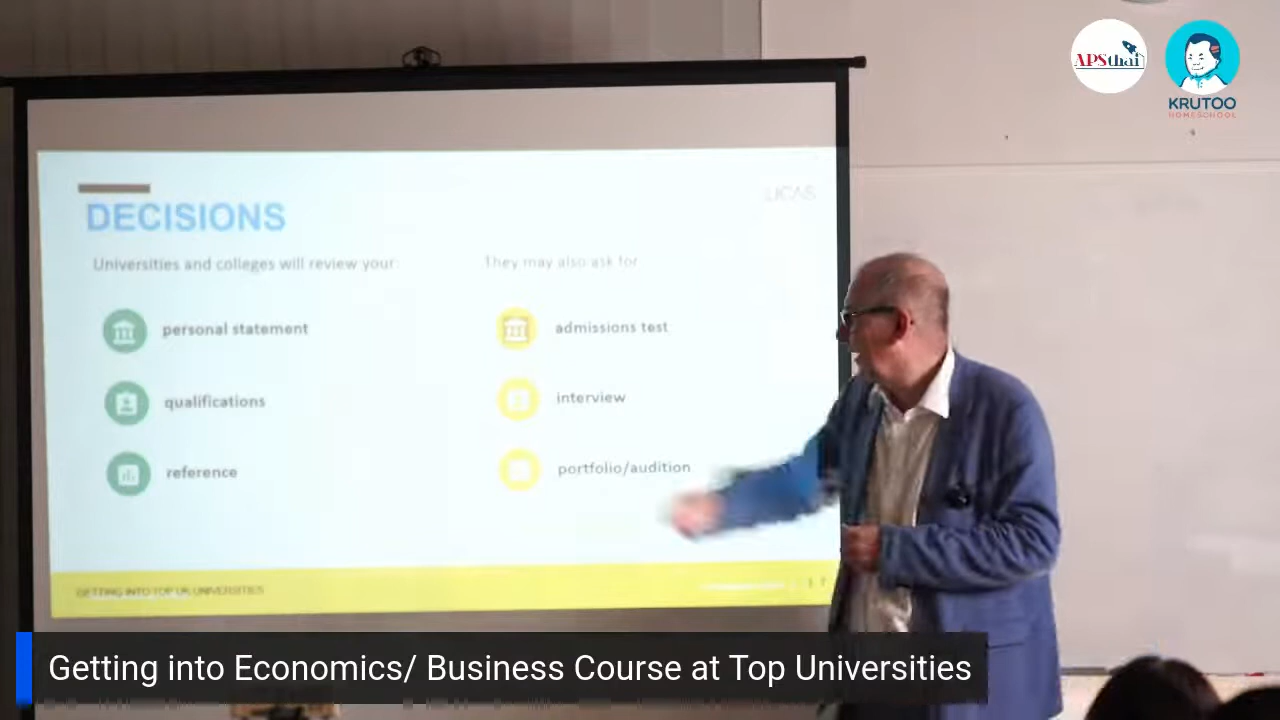 APSthai
KRUTOO
HOMESCHOOL
UCAS
DECISIONS
Universities and colleges will review your:
They may also ask for
personal statement
admissions test
qualifications
interview
reference
portfolio/audition
GETTING INTO TOP UK UNIVERSITIES
Getting into Economics/ Business Course at Top Universities